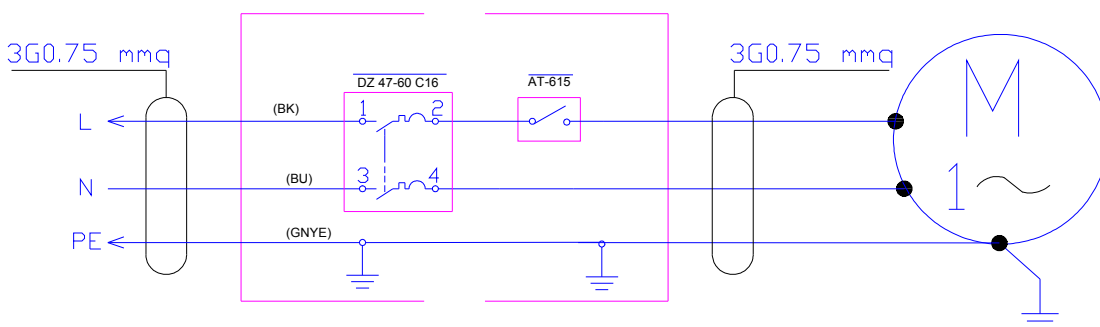 3G0.75 mmq
3G0.75 mmq
DZ 47-60 C16
AT-615
M
L
(BK)
1
2
N
(BU)
3
4
1
PE
(GNYE)